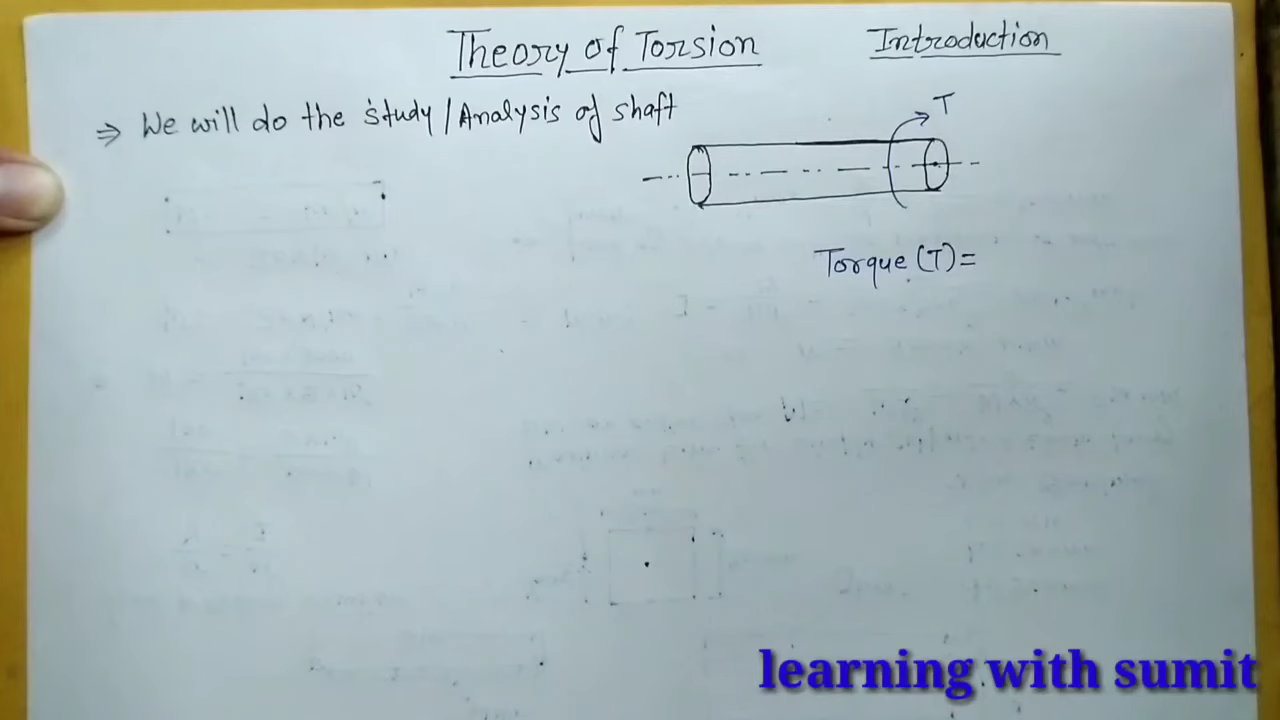 Theory of Torsion
Introduction
⇒ We will do the study / Analysis of shaft
T
Torque (T) =
learning with sumit